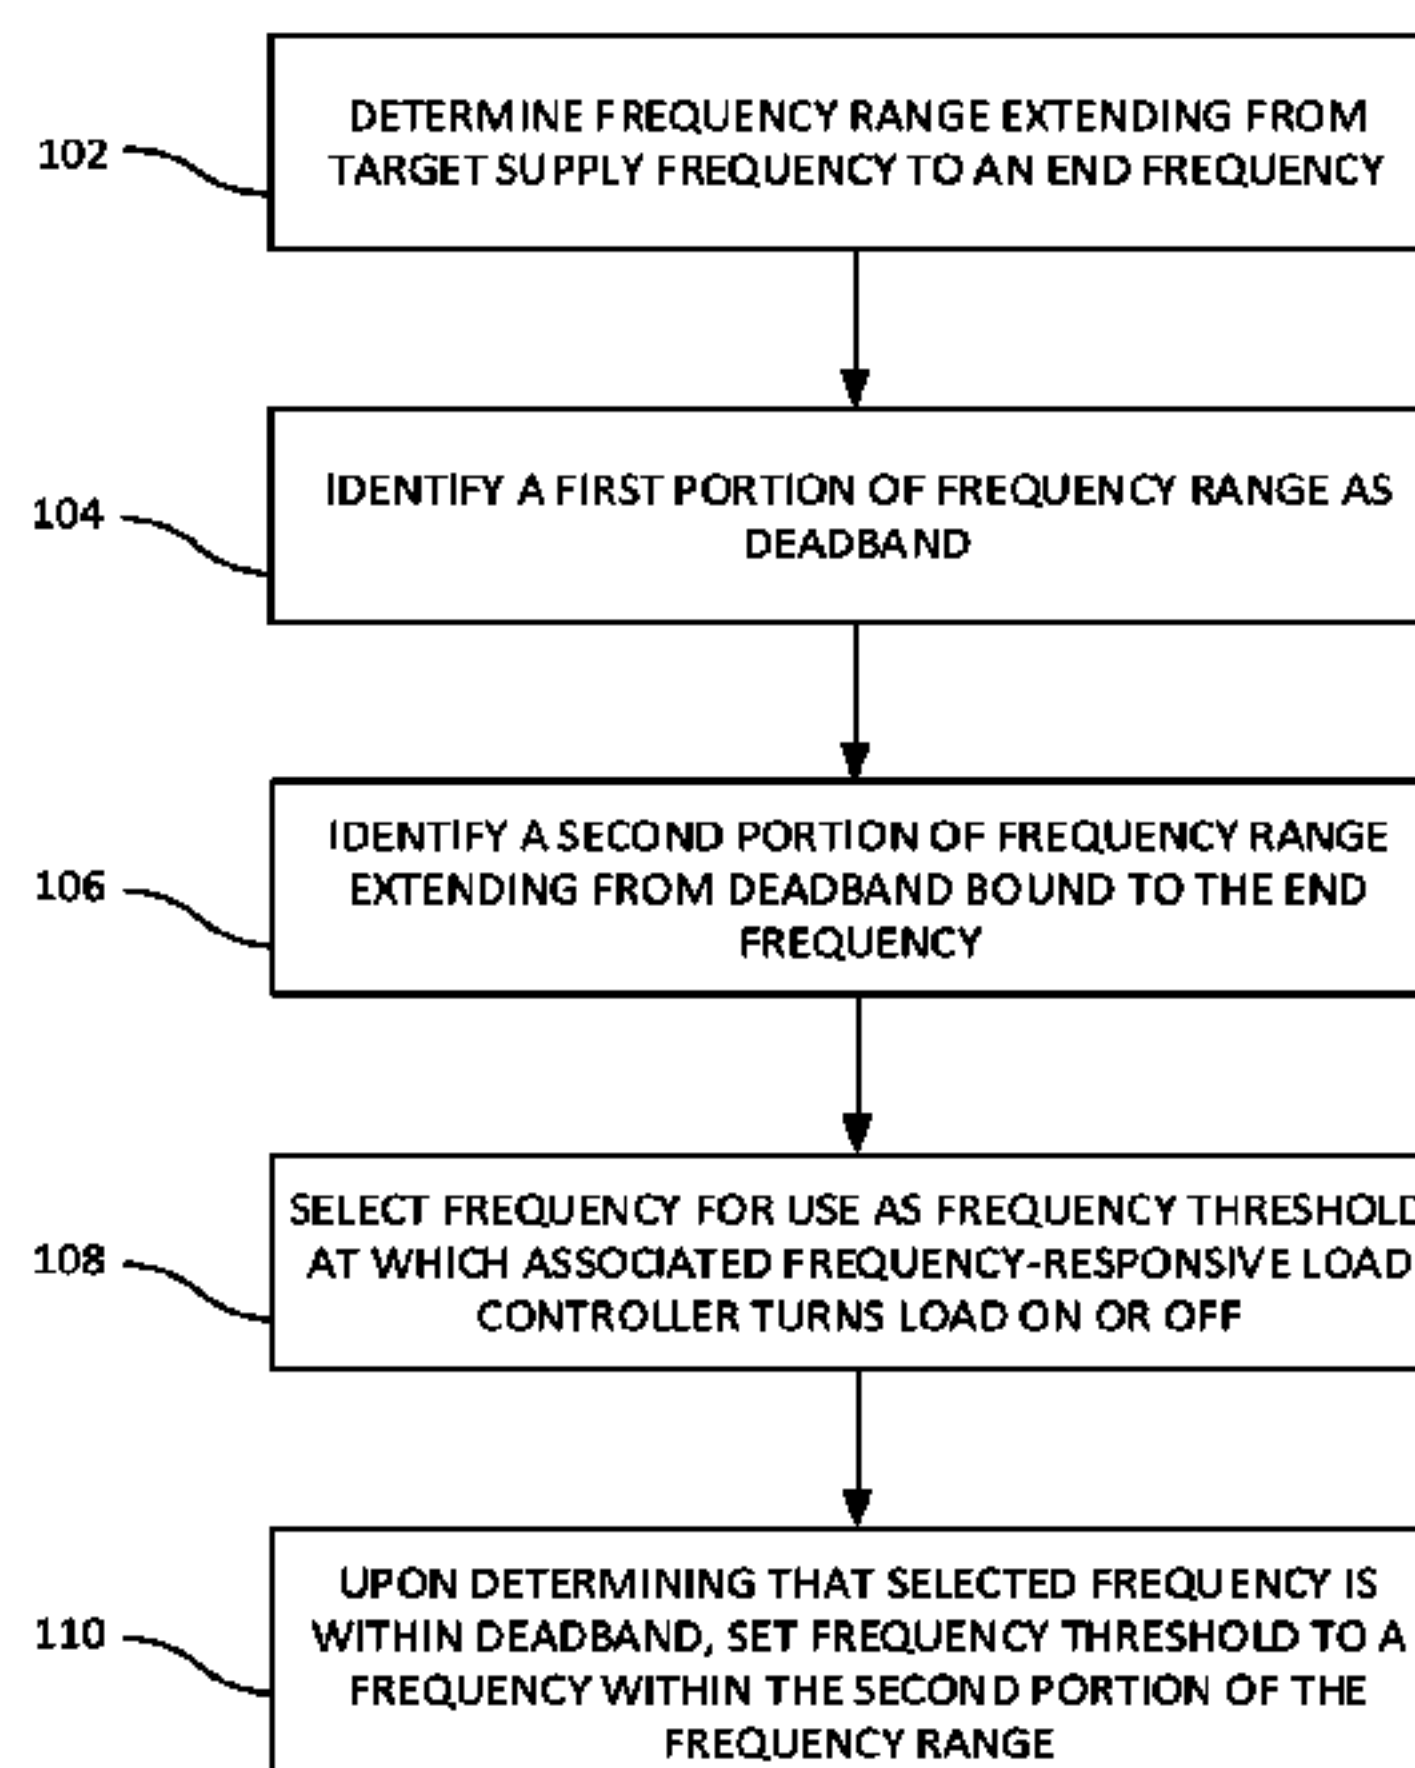 102
DETERMINE FREQUENCY RANGE EXTENDING FROM
TARGET SUPPLY FREQUENCY TO AN END FREQUENCY
104
IDENTIFY A FIRST PORTION OF FREQUENCY RANGE AS
DEADBAND
106
IDENTIFY A SECOND PORTION OF FREQUENCY RANGE
EXTENDING FROM DEADBAND BOUND TO THE END
FREQUENCY
108
SELECT FREQUENCY FOR USE AS FREQUENCY THRESHOLD
AT WHICH ASSOCIATED FREQUENCY-RESPONSIVE LOAD
CONTROLLER TURNS LOAD ON OR OFF
110
UPON DETERMINING THAT SELECTED FREQUENCY IS
WITHIN DEADBAND, SET FREQUENCY THRESHOLD TO A
FREQUENCY WITHIN THE SECOND PORTION OF THE
FREQUENCY RANGE